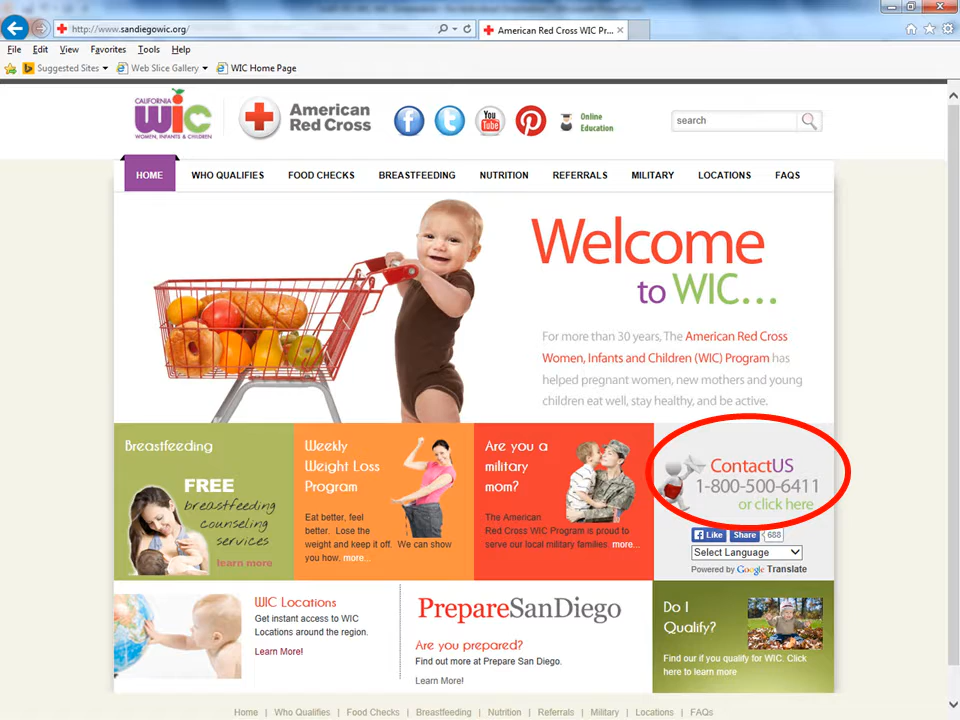 http://www.sandiegowic.org/
American Red Cross WIC Pr...
File Edit View Favorites Tools Help
Suggested Sites Web Slice Gallery WIC Home Page
CALIFORNIA
wic
WOMEN, INFANTS & CHILDREN
American
Red Cross
You
Tube
Online
Education
search
HOME WHO QUALIFIES FOOD CHECKS BREASTFEEDING NUTRITION REFERRALS MILITARY LOCATIONS FAQS
Welcome
to WIC...
For more than 30 years, The American Red Cross
Women, Infants and Children (WIC) Program has
helped pregnant women, new mothers and young
children eat well, stay healthy, and be active.
Breastfeeding
FREE
breastfeeding
counseling
services
learn more
Weekly
Weight Loss
Program
Eat better, feel
better. Lose the
weight and keep it off. We can show
you how. more...
Are you a
military
mom?
The American
Red Cross WIC Program is proud to
serve our local military families more...
ContactUS
1-800-500-6411
or click here
Like Share 688
Select Language
Powered by Google Translate
WIC Locations
Get instant access to WIC
Locations around the region.
Learn More!
PrepareSanDiego
Are you prepared?
Find out more at Prepare San Diego.
Learn More!
Do I
Qualify?
Find our if you qualify for WIC. Click
here to learn more
Home | Who Qualifies | Food Checks | Breastfeeding | Nutrition | Referrals | Military | Locations | FAQs